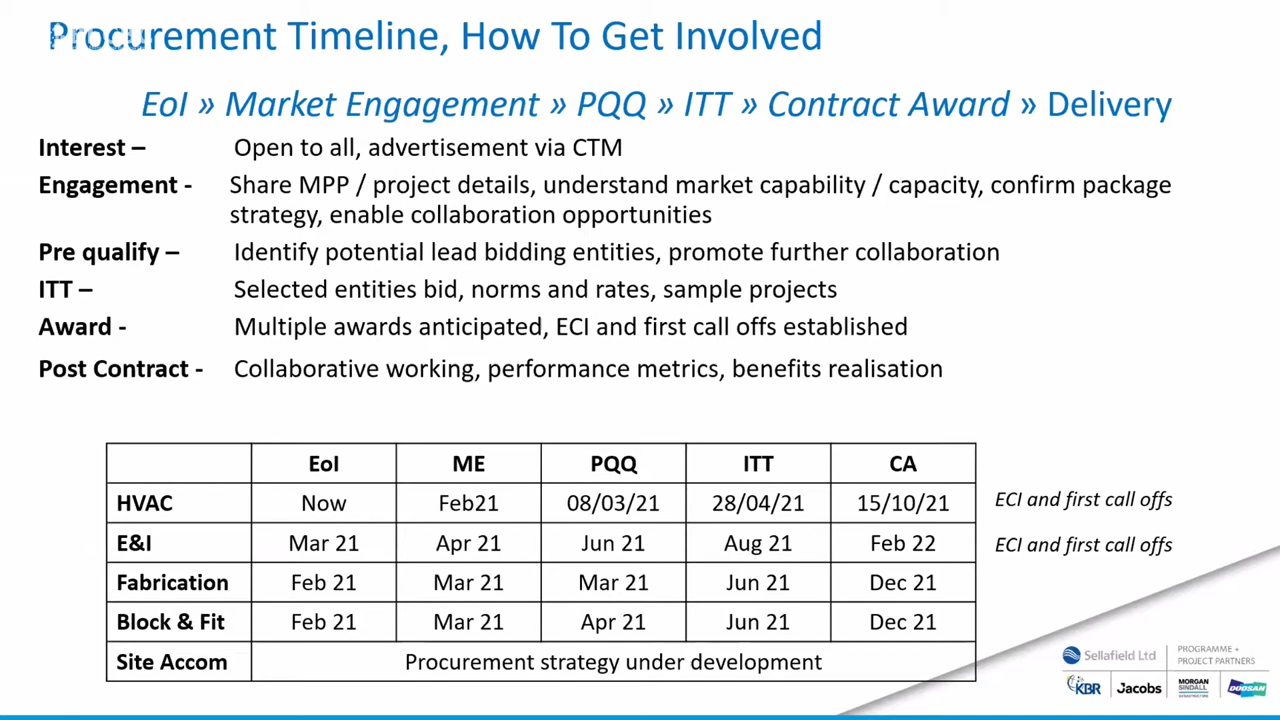 Procurement Timeline, How To Get Involved
EoI » Market Engagement » PQQ » ITT » Contract Award » Delivery
Interest – Open to all, advertisement via CTM
Engagement - Share MPP / project details, understand market capability / capacity, confirm package
strategy, enable collaboration opportunities
Pre qualify – Identify potential lead bidding entities, promote further collaboration
ITT – Selected entities bid, norms and rates, sample projects
Award - Multiple awards anticipated, ECI and first call offs established
Post Contract - Collaborative working, performance metrics, benefits realisation
EoI ME PQQ ITT CA
HVAC Now Feb21 08/03/21 28/04/21 15/10/21 ECI and first call offs
E&I Mar 21 Apr 21 Jun 21 Aug 21 Feb 22 ECI and first call offs
Fabrication Feb 21 Mar 21 Mar 21 Jun 21 Dec 21
Block & Fit Feb 21 Mar 21 Apr 21 Jun 21 Dec 21
Site Accom Procurement strategy under development
Sellafield Ltd PROGRAMME +
PROJECT PARTNERS
KBR Jacobs MORGAN
SINDALL
INFRASTRUCTURE
DOOSAN